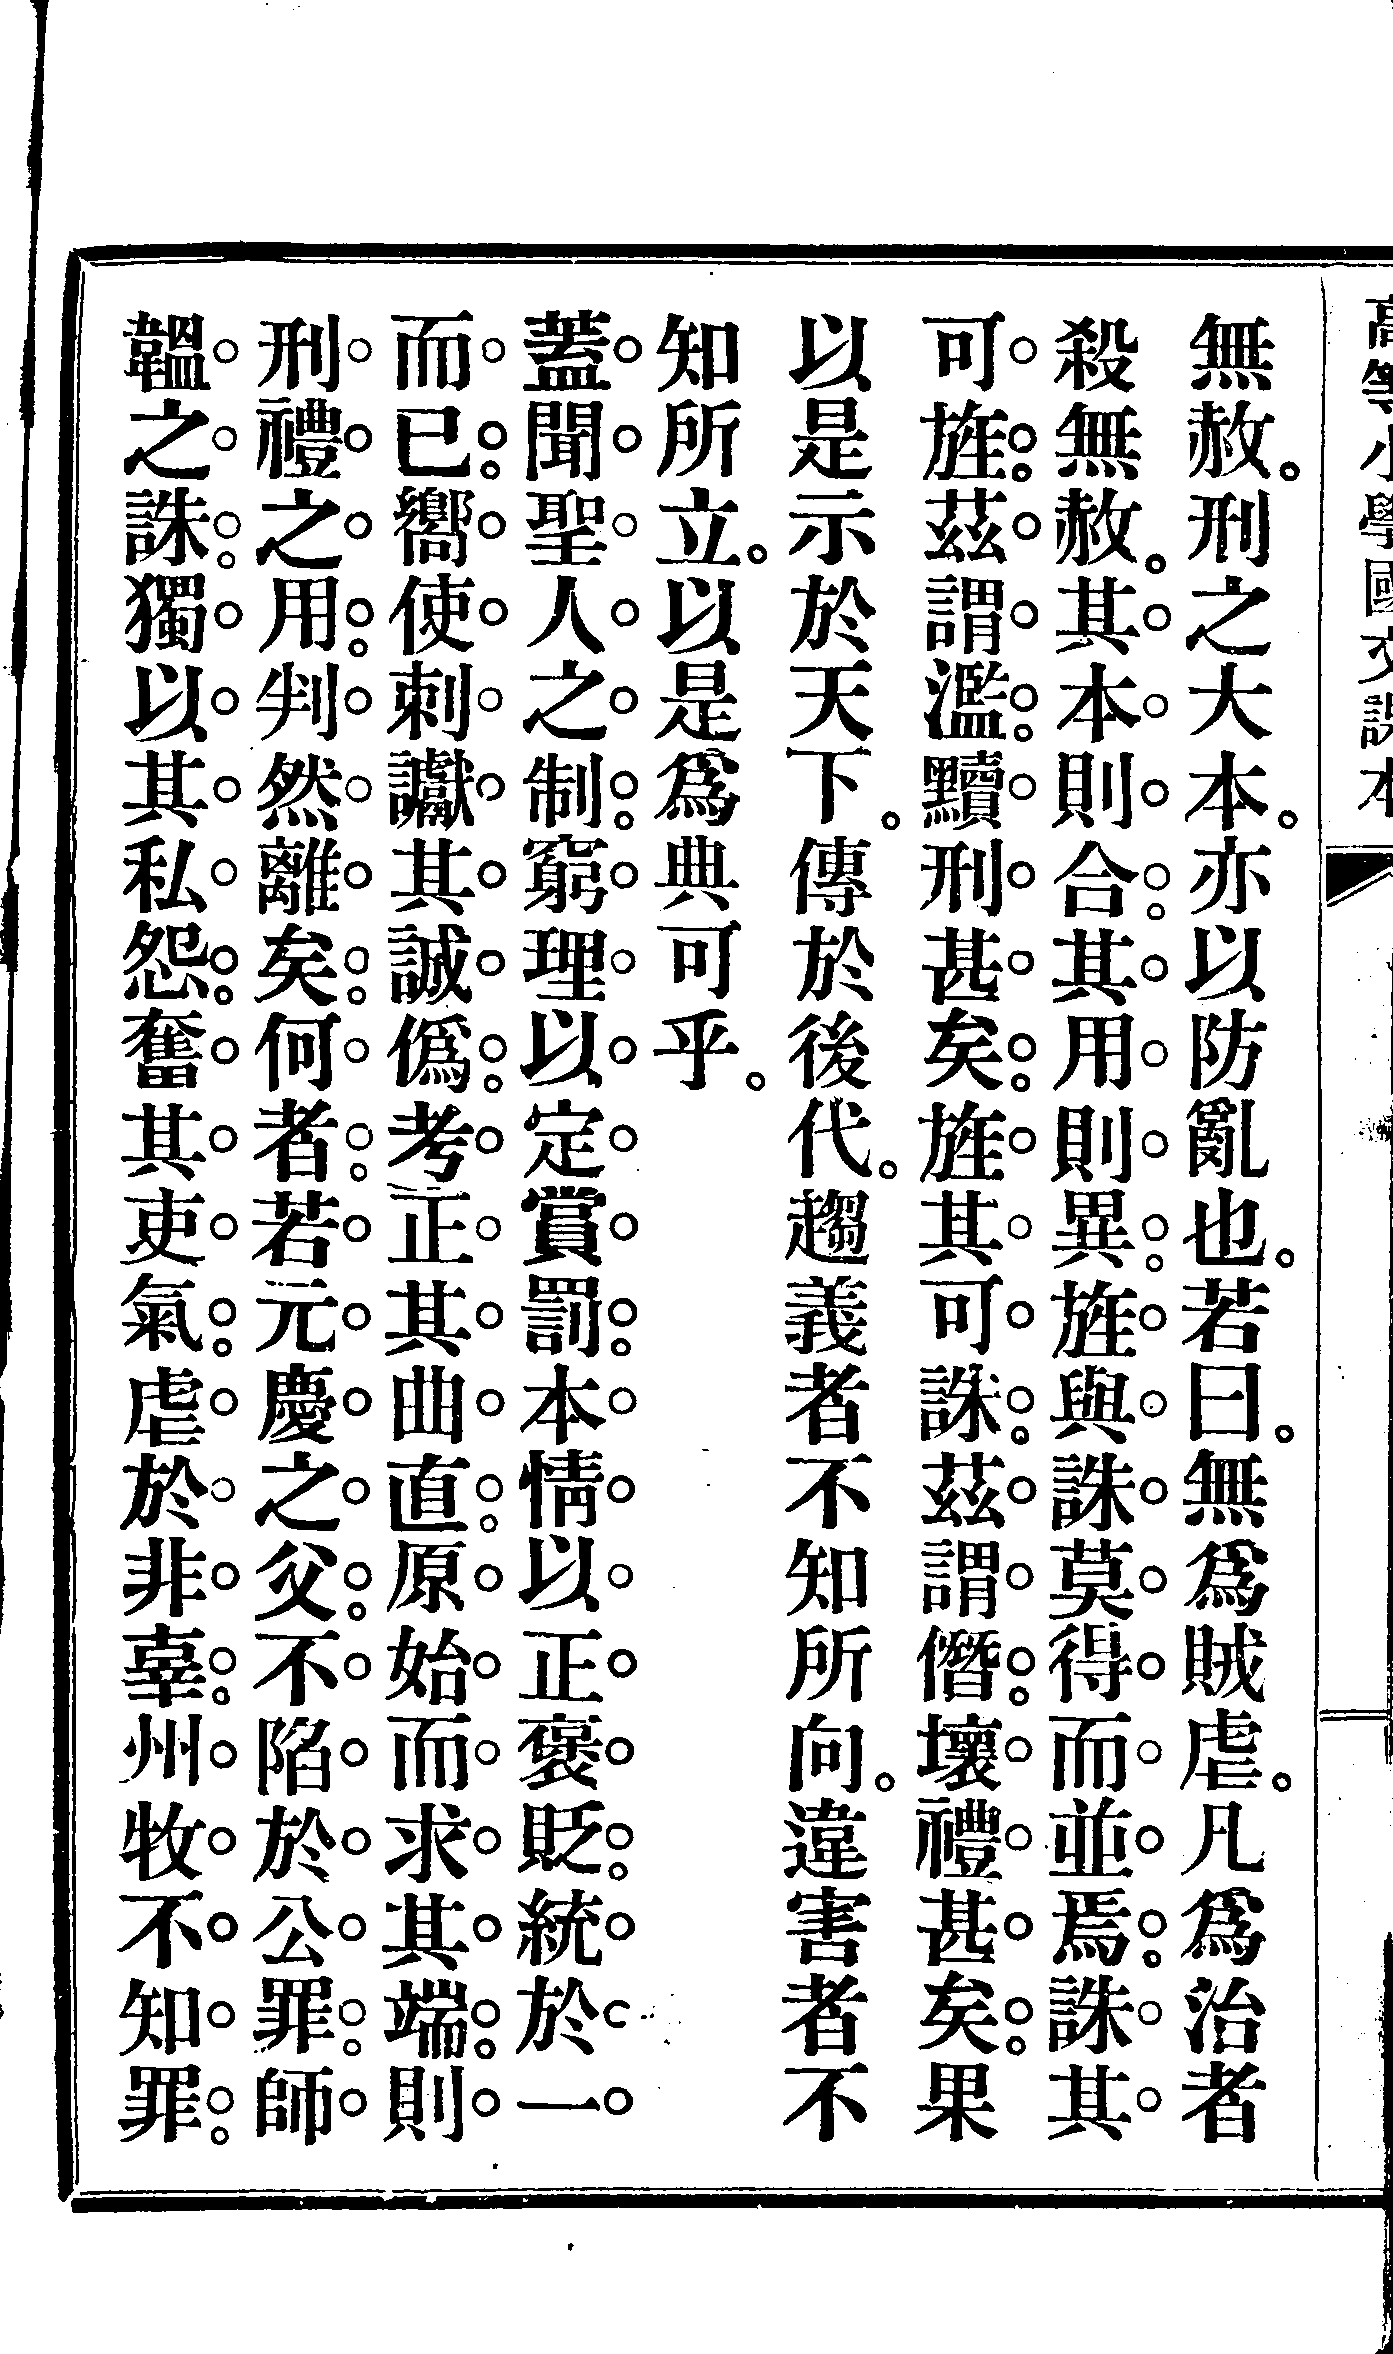 高等小學國文課本
無赦。刑之大本。亦以防亂也。若曰。無爲賊虐。凡爲治者
殺無赦。其本則合。其用則異。旌與誅莫得而並焉。誅其
可旌。茲謂濫。黷刑甚矣。旌其可誅。茲謂僭。壞禮甚矣。果
以是示於天下。傳於後代。趨義者不知所向。違害者不
知所立。以是爲典可乎。
蓋聞聖人之制。窮理以定賞罰。本情以正褒貶。統於一
而已。嚮使刺讞其誠僞。考正其曲直。原始而求其端。則
刑禮之用。判然離矣。何者。若元慶之父。不陷於公罪。師
韞之誅。獨以其私怨。奮其吏氣。虐於非辜。州牧不知罪。